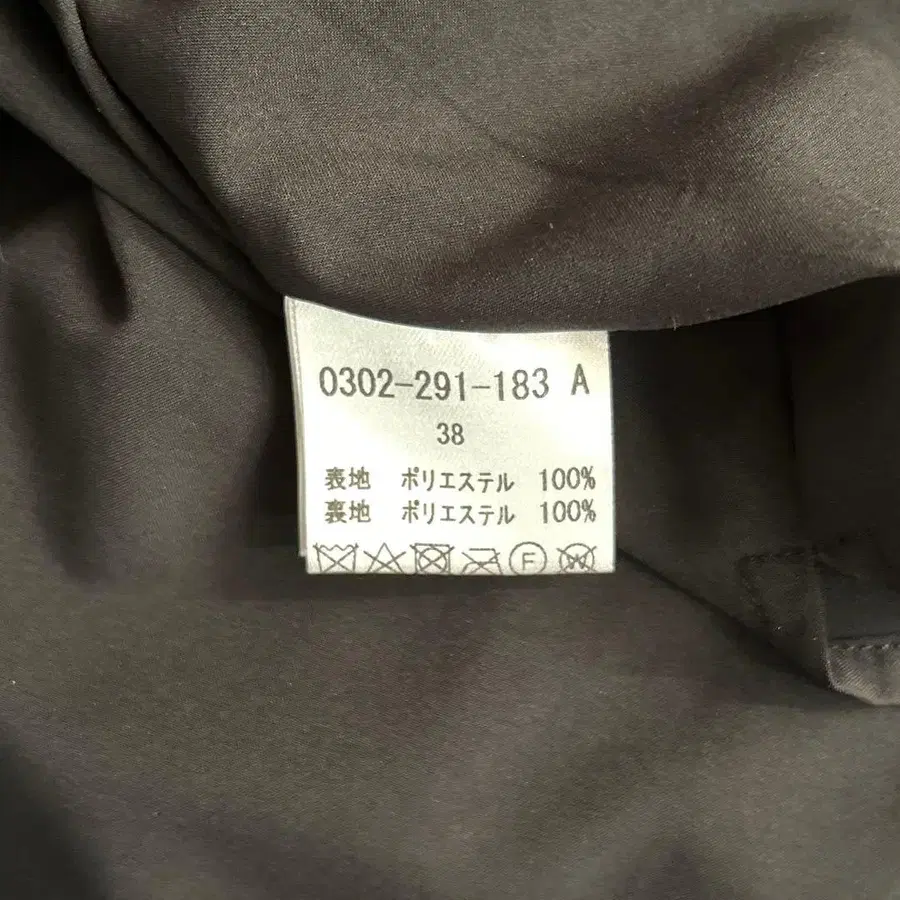 0302-291-183 A
38
表地 ポリエステル 100%
裏地 ポリエステル 100%
F W